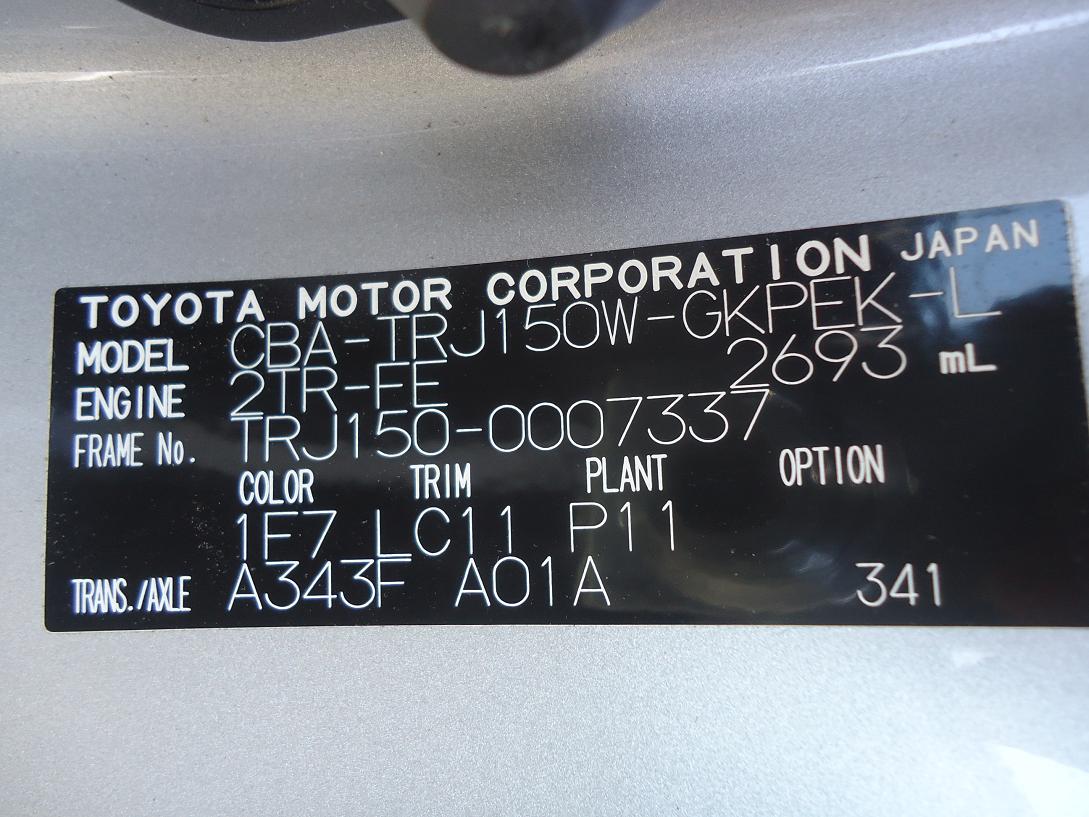 TOYOTA MOTOR CORPORATION JAPAN
MODEL CBA-TRJ150W-GKPEK-L
ENGINE 2TR-FE 2693 mL
FRAME No. TRJ150-0007337
COLOR TRIM PLANT OPTION
1E7 LC11 P11
TRANS./AXLE A343F A01A 341